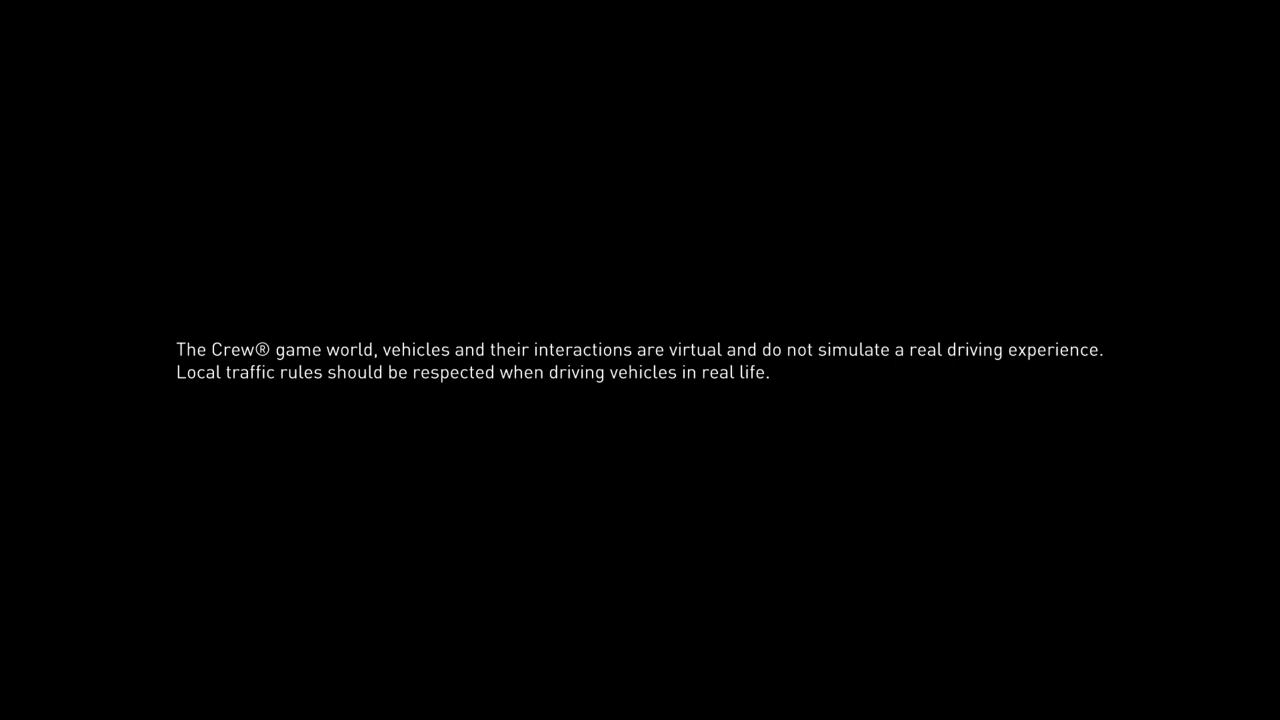 The Crew® game world, vehicles and their interactions are virtual and do not simulate a real driving experience.
Local traffic rules should be respected when driving vehicles in real life.